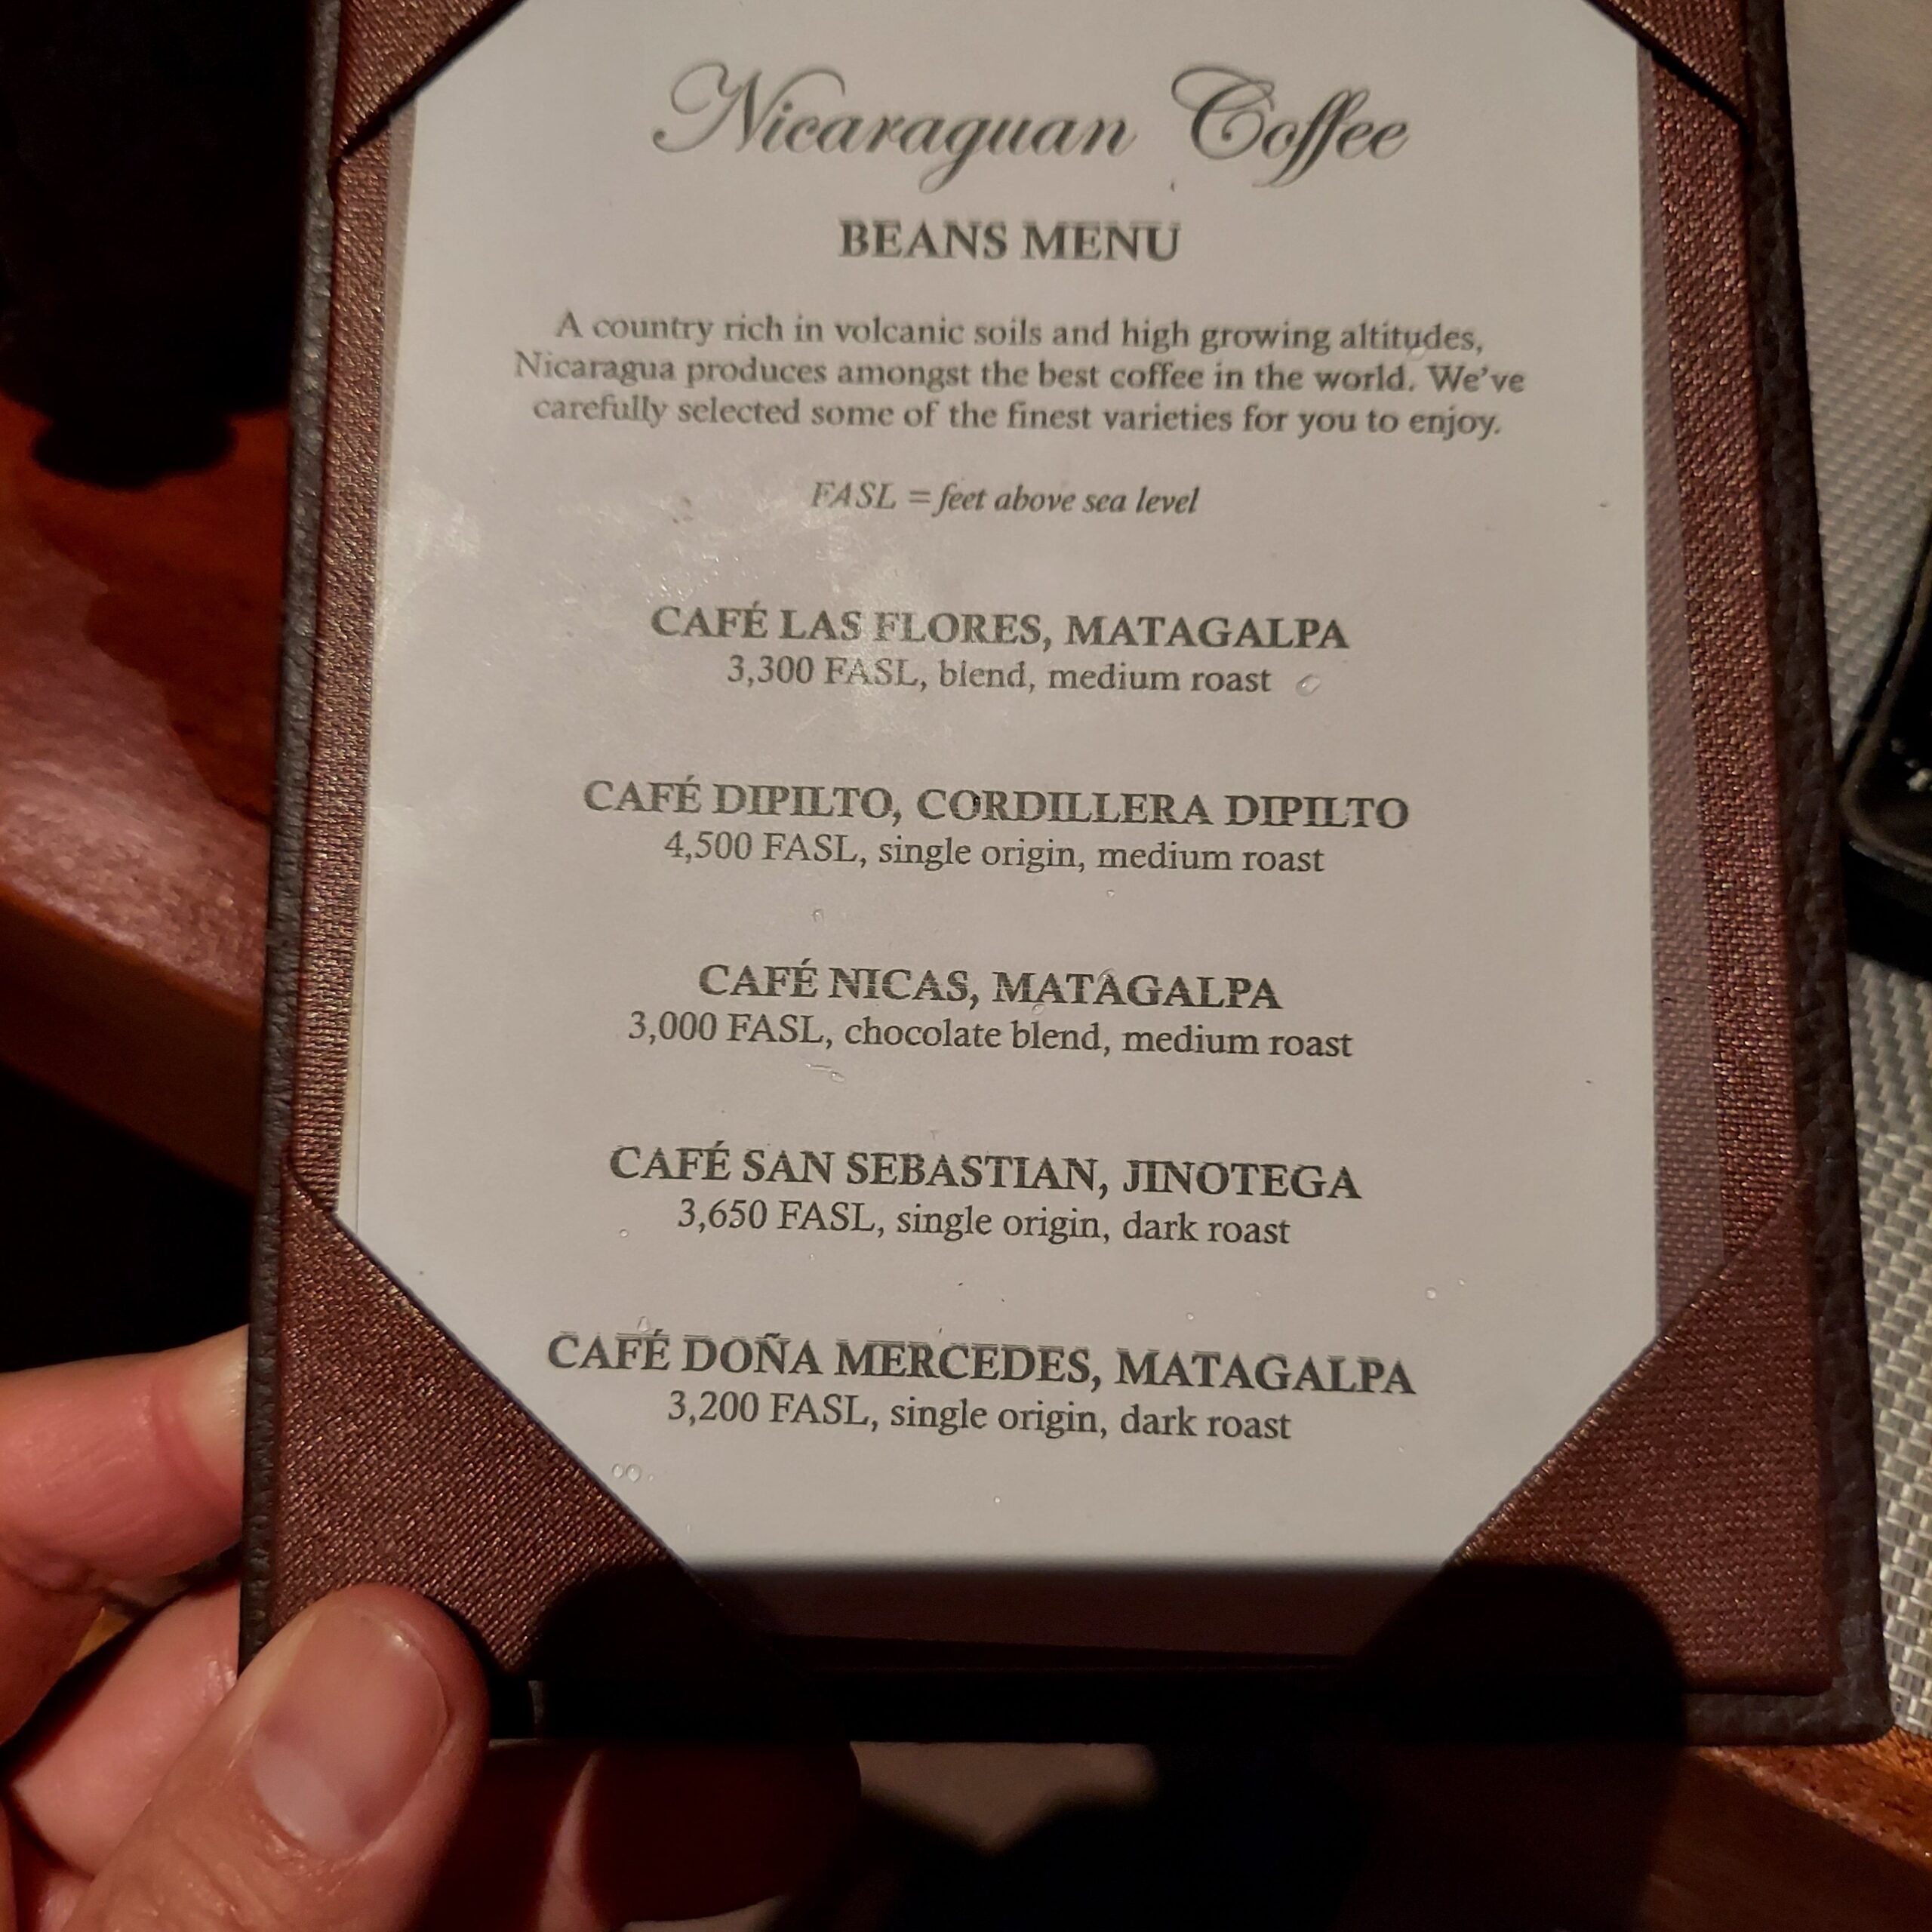 Nicaraguan Coffee
BEANS MENU
A country rich in volcanic soils and high growing altitudes,
Nicaragua produces amongst the best coffee in the world. We've
carefully selected some of the finest varieties for you to enjoy.
FASL = feet above sea level
CAFÉ LAS FLORES, MATAGALPA
3,300 FASL, blend, medium roast
CAFÉ DIPILTO, CORDILLERA DIPILTO
4,500 FASL, single origin, medium roast
CAFÉ NICAS, MATAGALPA
3,000 FASL, chocolate blend, medium roast
CAFÉ SAN SEBASTIAN, JINOTEGA
3,650 FASL, single origin, dark roast
CAFÉ DOÑA MERCEDES, MATAGALPA
3,200 FASL, single origin, dark roast